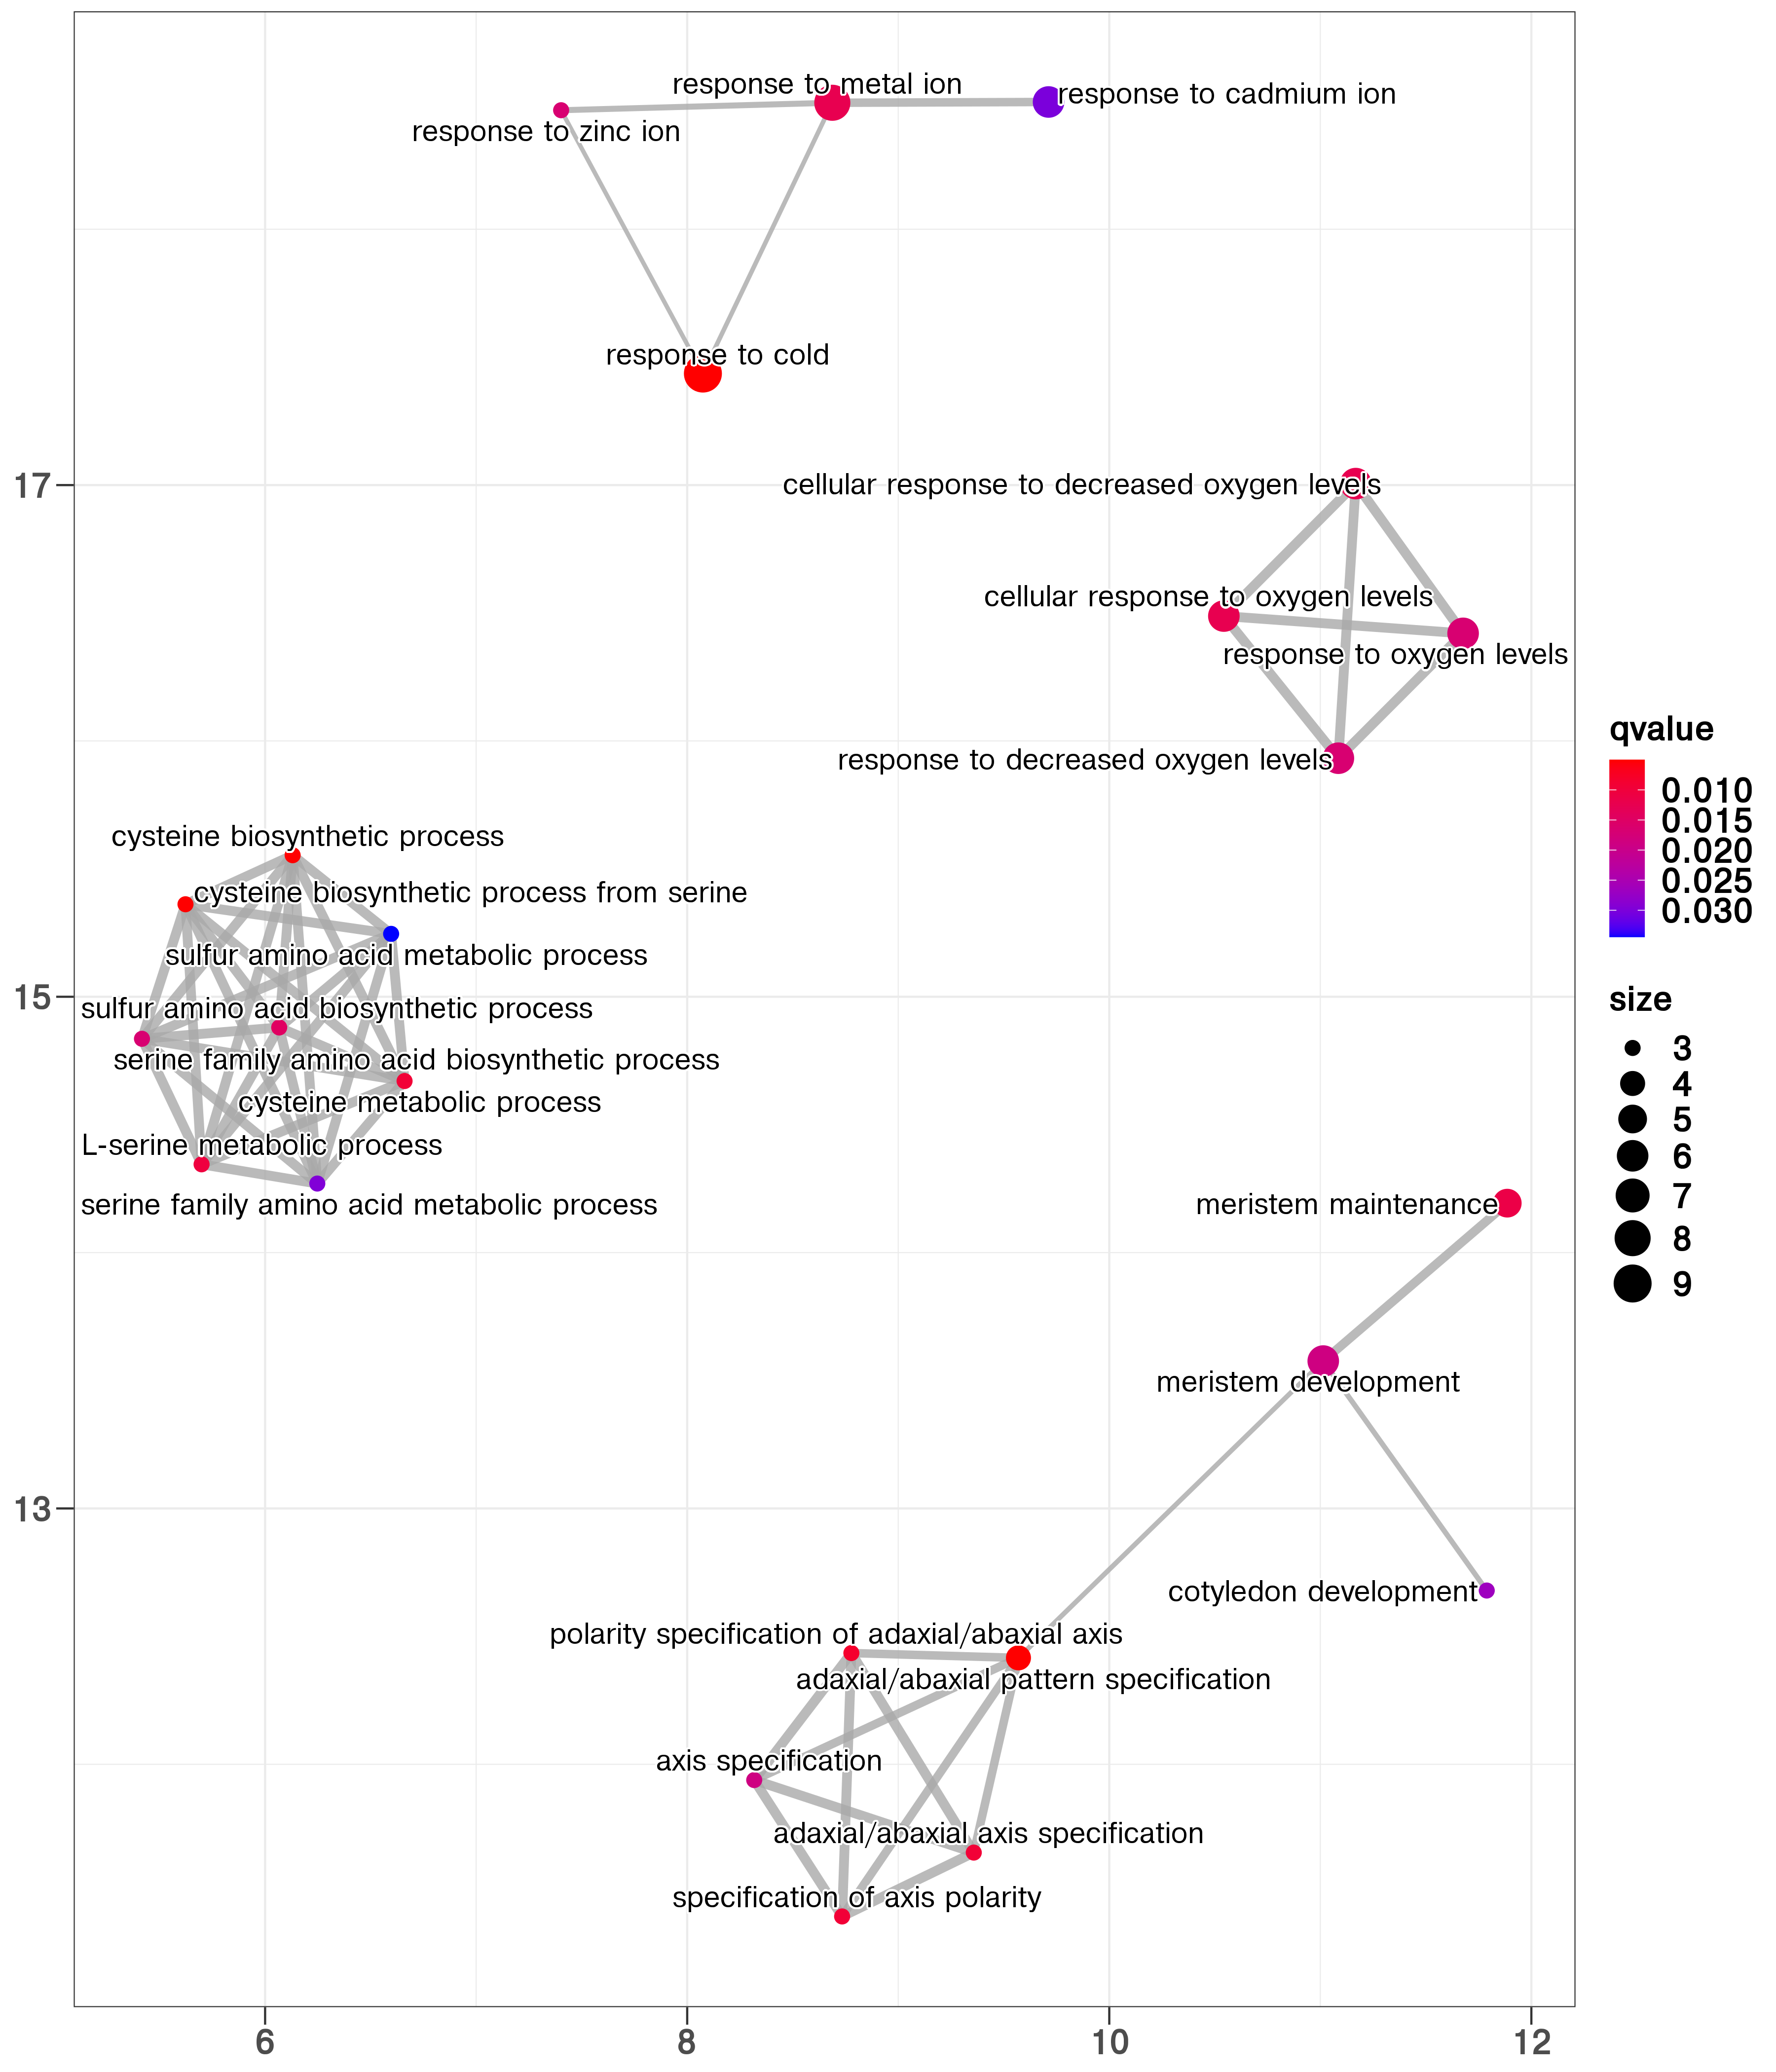 response to metal ion
response to cadmium ion
response to zinc ion
response to cold
17
cellular response to decreased oxygen levels
cellular response to oxygen levels
response to oxygen levels
response to decreased oxygen levels
cysteine biosynthetic process
cysteine biosynthetic process from serine
sulfur amino acid metabolic process
15
sulfur amino acid biosynthetic process
serine family amino acid biosynthetic process
cysteine metabolic process
L-serine metabolic process
serine family amino acid metabolic process
meristem maintenance
meristem development
13
cotyledon development
polarity specification of adaxial/abaxial axis
adaxial/abaxial pattern specification
axis specification
adaxial/abaxial axis specification
specification of axis polarity
6 8 10 12
qvalue
0.010
0.015
0.020
0.025
0.030
size
3
4
5
6
7
8
9